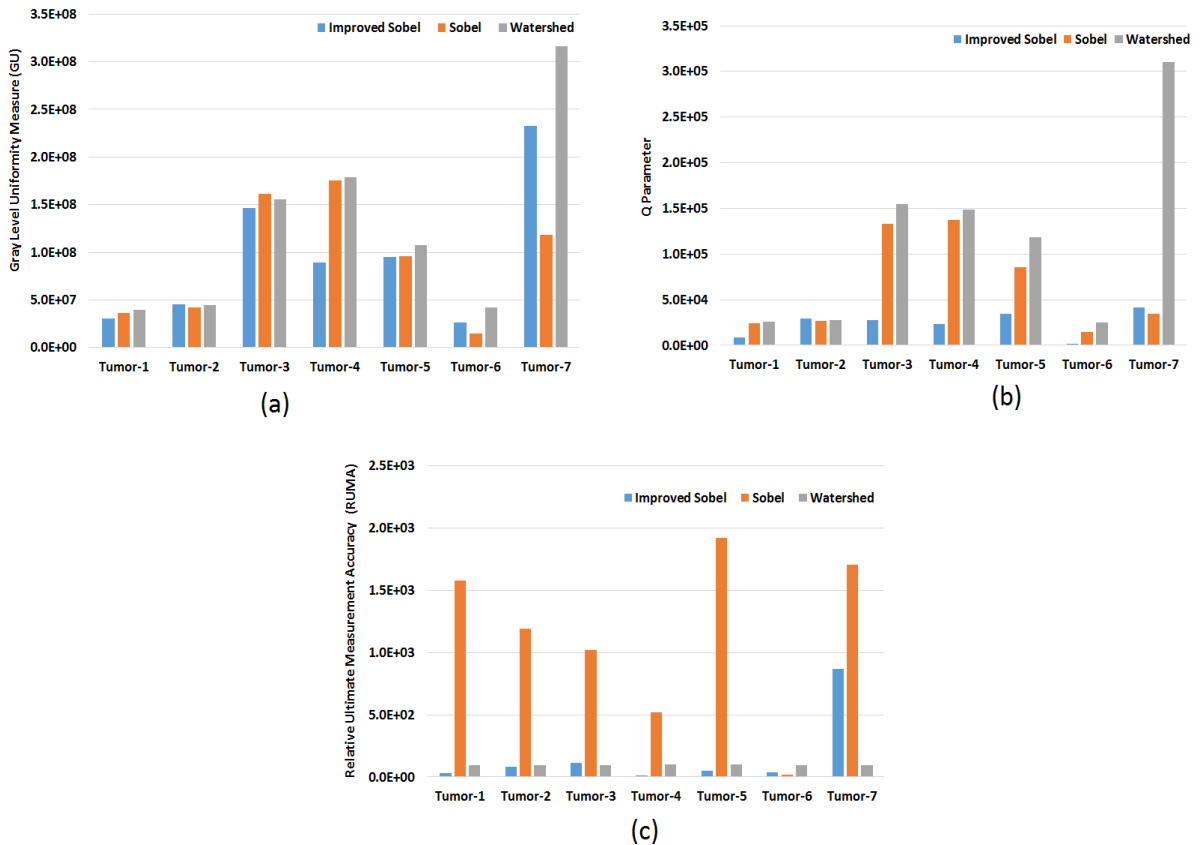 Gray Level Uniformity Measure (GU)
3.5E+08
3.0E+08
2.5E+08
2.0E+08
1.5E+08
1.0E+08
5.0E+07
0.0E+00
Improved Sobel Sobel Watershed
Tumor-1 Tumor-2 Tumor-3 Tumor-4 Tumor-5 Tumor-6 Tumor-7
(a)
Q Parameter
3.5E+05
3.0E+05
2.5E+05
2.0E+05
1.5E+05
1.0E+05
5.0E+04
0.0E+00
Improved Sobel Sobel Watershed
Tumor-1 Tumor-2 Tumor-3 Tumor-4 Tumor-5 Tumor-6 Tumor-7
(b)
Relative Ultimate Measurement Accuracy (RUMA)
2.5E+03
2.0E+03
1.5E+03
1.0E+03
5.0E+02
0.0E+00
Improved Sobel Sobel Watershed
Tumor-1 Tumor-2 Tumor-3 Tumor-4 Tumor-5 Tumor-6 Tumor-7
(c)